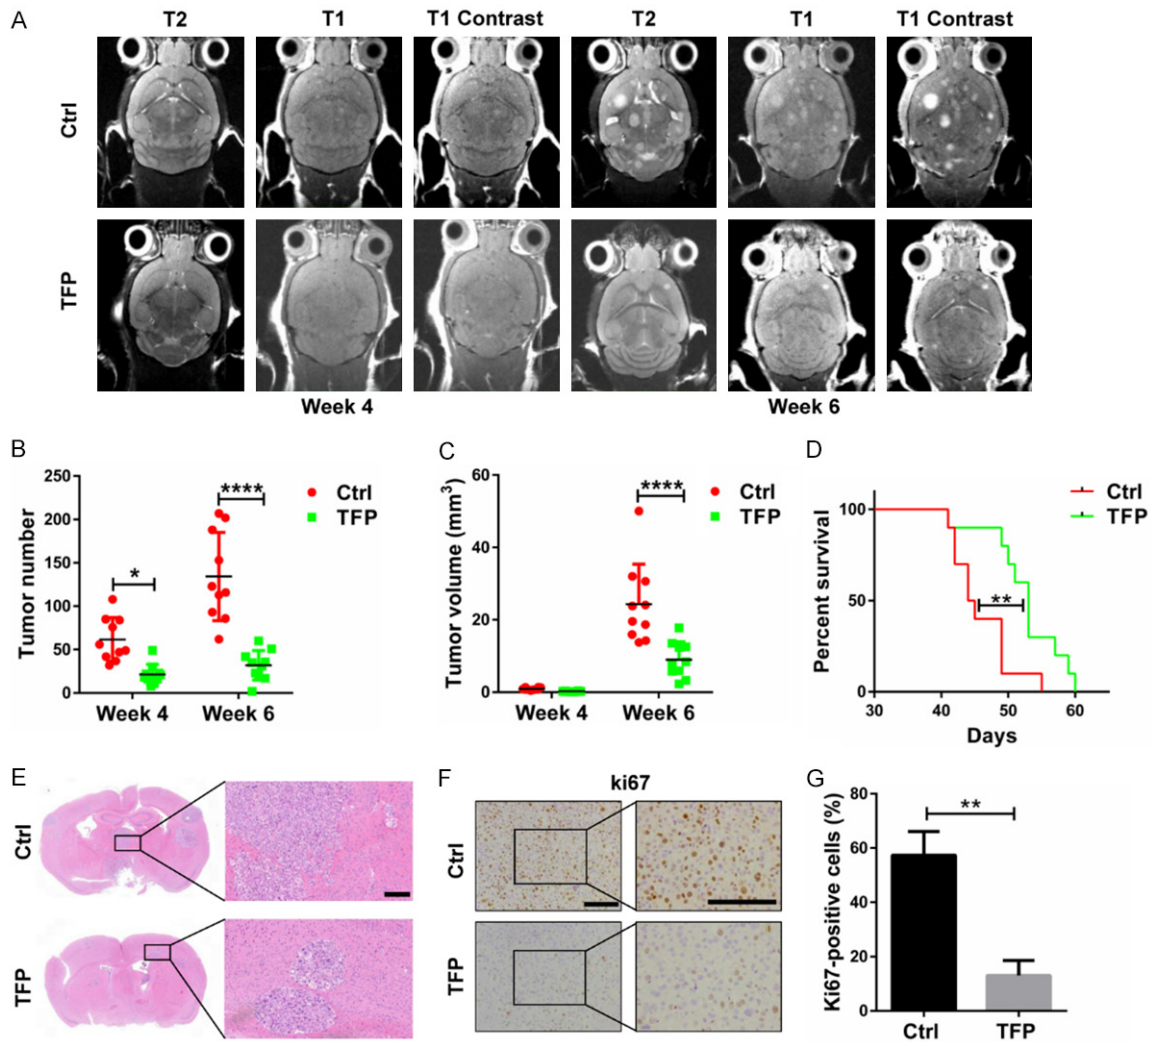 A
T2 T1 T1 Contrast T2 T1 T1 Contrast
Ctrl
TFP
Week 4 Week 6
B
Tumor number
250
200
150
100
50
0
*
****
Ctrl
TFP
Week 4 Week 6
C
Tumor volume (mm3)
60
40
20
0
****
Ctrl
TFP
Week 4 Week 6
D
Percent survival
100
50
0
**
Ctrl
TFP
30 40 50 60
Days
E
Ctrl
TFP
F
ki67
Ctrl
TFP
G
Ki67-positive cells (%)
80
60
40
20
0
**
Ctrl TFP